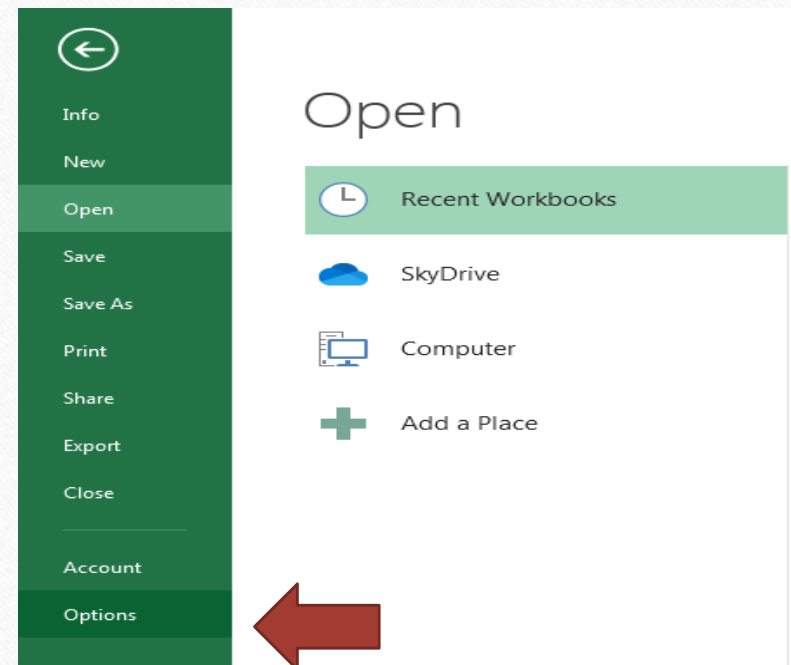 Info
New
Open
Save
Save As
Print
Share
Export
Close
Account
Options
Open
Recent Workbooks
SkyDrive
Computer
Add a Place